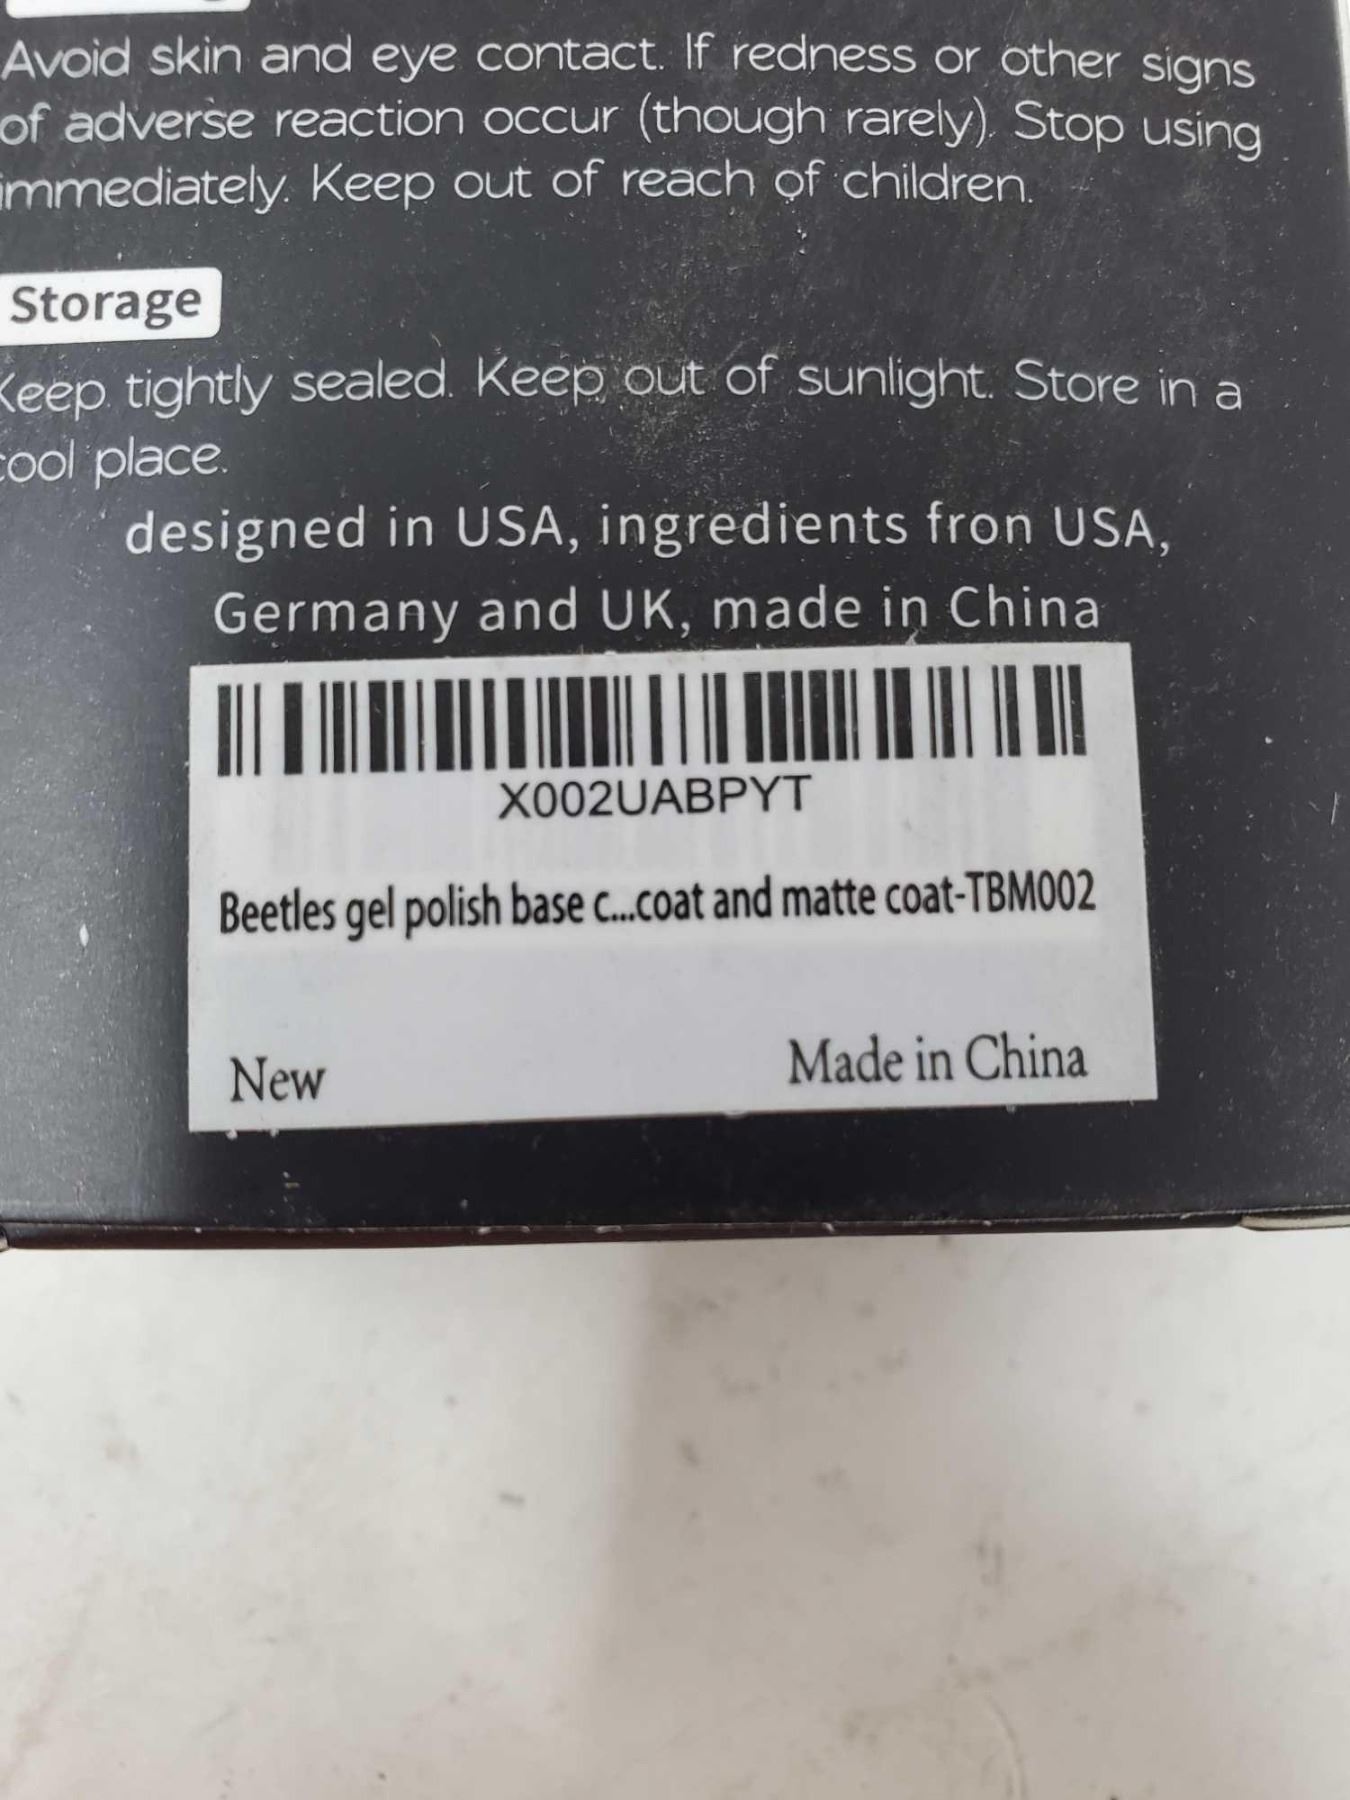 Avoid skin and eye contact. If redness or other signs
of adverse reaction occur (though rarely). Stop using
immediately. Keep out of reach of children.
Storage
Keep tightly sealed. Keep out of sunlight. Store in a
cool place.
designed in USA, ingredients fron USA,
Germany and UK, made in China
X002UABPYT
Beetles gel polish base c...coat and matte coat-TBM002
New
Made in China